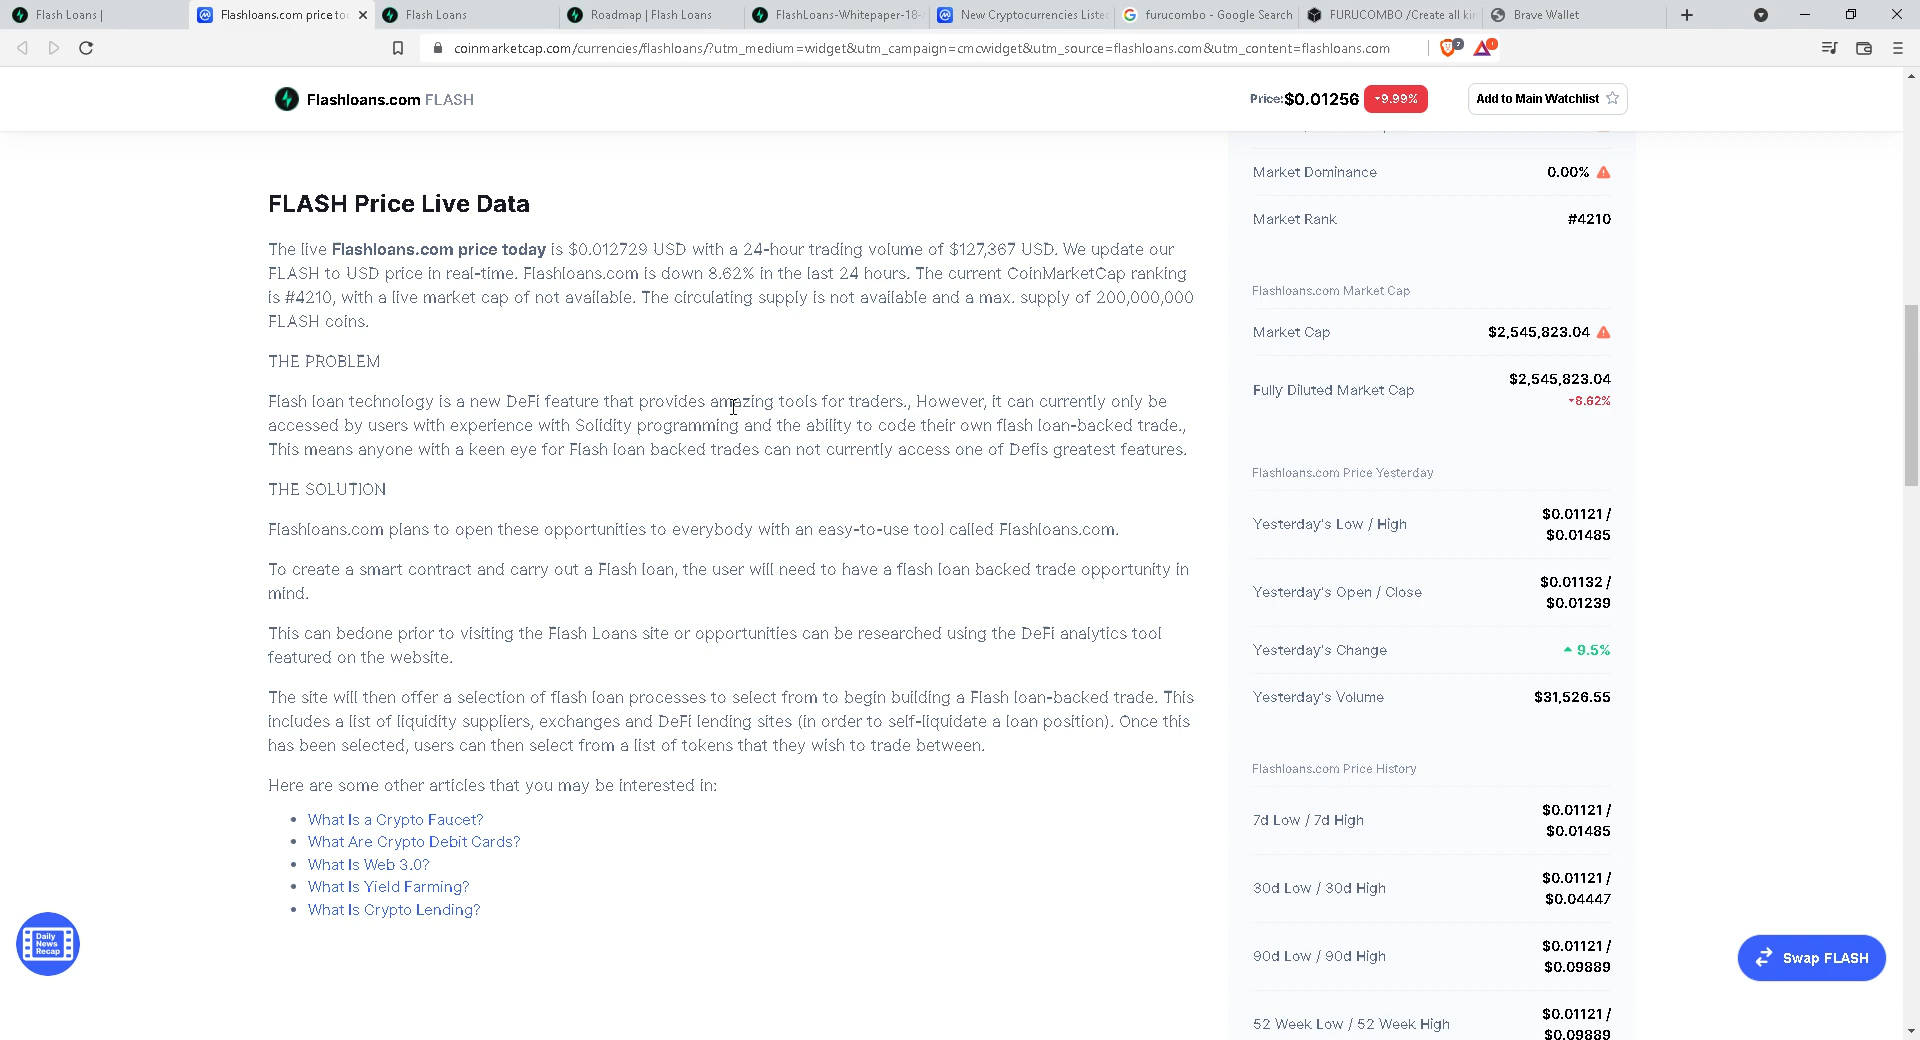 Flash Loans |
Flashloans.com price to
Flash Loans
Roadmap | Flash Loans
FlashLoans-Whitepaper-18-
New Cryptocurrencies Liste
furucombo - Google Search
FURUCOMBO /Create all kin
Brave Wallet
coinmarketcap.com/currencies/flashloans/?utm_medium=widget&utm_campaign=cmcwidget&utm_source=flashloans.com&utm_content=flashloans.com
Flashloans.com FLASH
Price:$0.01256 9.99%
Add to Main Watchlist
FLASH Price Live Data
The live Flashloans.com price today is $0.012729 USD with a 24-hour trading volume of $127,367 USD. We update our
FLASH to USD price in real-time. Flashloans.com is down 8.62% in the last 24 hours. The current CoinMarketCap ranking
is #4210, with a live market cap of not available. The circulating supply is not available and a max. supply of 200,000,000
FLASH coins.
THE PROBLEM
Flash loan technology is a new DeFi feature that provides amazing tools for traders., However, it can currently only be
accessed by users with experience with Solidity programming and the ability to code their own flash loan-backed trade.,
This means anyone with a keen eye for Flash loan backed trades can not currently access one of Defis greatest features.
THE SOLUTION
Flashloans.com plans to open these opportunities to everybody with an easy-to-use tool called Flashloans.com.
To create a smart contract and carry out a Flash loan, the user will need to have a flash loan backed trade opportunity in
mind.
This can bedone prior to visiting the Flash Loans site or opportunities can be researched using the DeFi analytics tool
featured on the website.
The site will then offer a selection of flash loan processes to select from to begin building a Flash loan-backed trade. This
includes a list of liquidity suppliers, exchanges and DeFi lending sites (in order to self-liquidate a loan position). Once this
has been selected, users can then select from a list of tokens that they wish to trade between.
Here are some other articles that you may be interested in:
• What Is a Crypto Faucet?
• What Are Crypto Debit Cards?
• What Is Web 3.0?
• What Is Yield Farming?
• What Is Crypto Lending?
Market Dominance 0.00%
Market Rank #4210
Flashloans.com Market Cap
Market Cap $2,545,823.04
Fully Diluted Market Cap $2,545,823.04
8.62%
Flashloans.com Price Yesterday
Yesterday's Low / High $0.01121 /
$0.01485
Yesterday's Open / Close $0.01132 /
$0.01239
Yesterday's Change 9.5%
Yesterday's Volume $31,526.55
Flashloans.com Price History
7d Low / 7d High $0.01121 /
$0.01485
30d Low / 30d High $0.01121 /
$0.04447
90d Low / 90d High $0.01121 /
$0.09889
52 Week Low / 52 Week High $0.01121 /
$0.09889
Daily
News
Recap
Swap FLASH